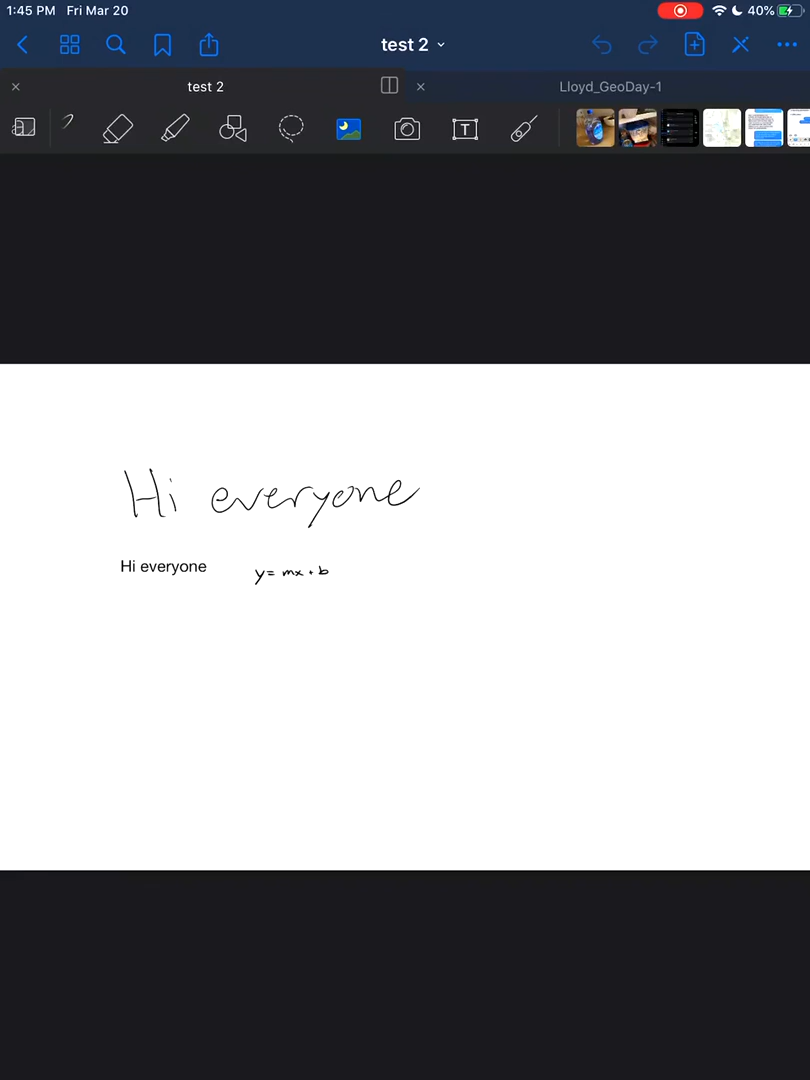 1:45 PM Fri Mar 20 40%
test 2
test 2 Lloyd_GeoDay-1
T
Hi everyone
Hi everyone y = mx + b